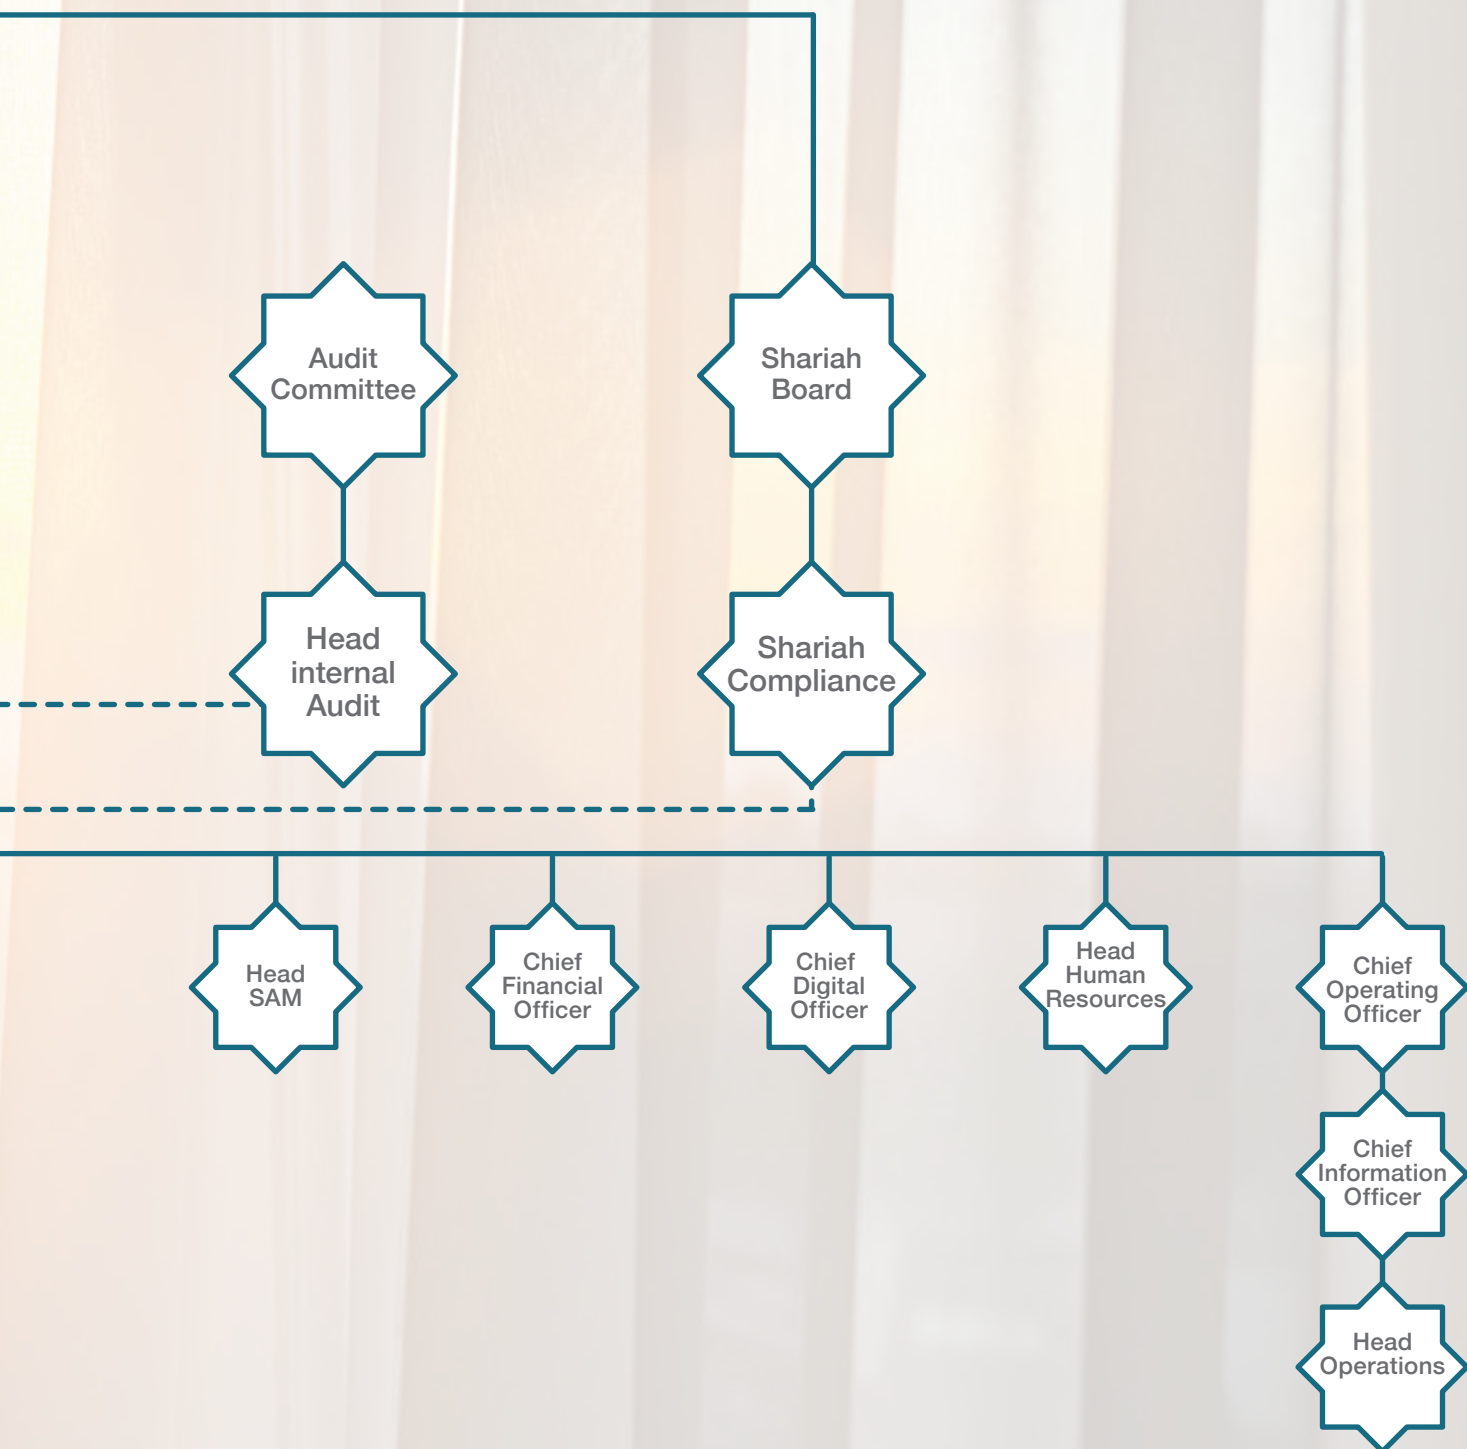 Audit
Committee
Shariah
Board
Head
internal
Audit
Shariah
Compliance
Head
SAM
Chief
Financial
Officer
Chief
Digital
Officer
Head
Human
Resources
Chief
Operating
Officer
Chief
Information
Officer
Head
Operations